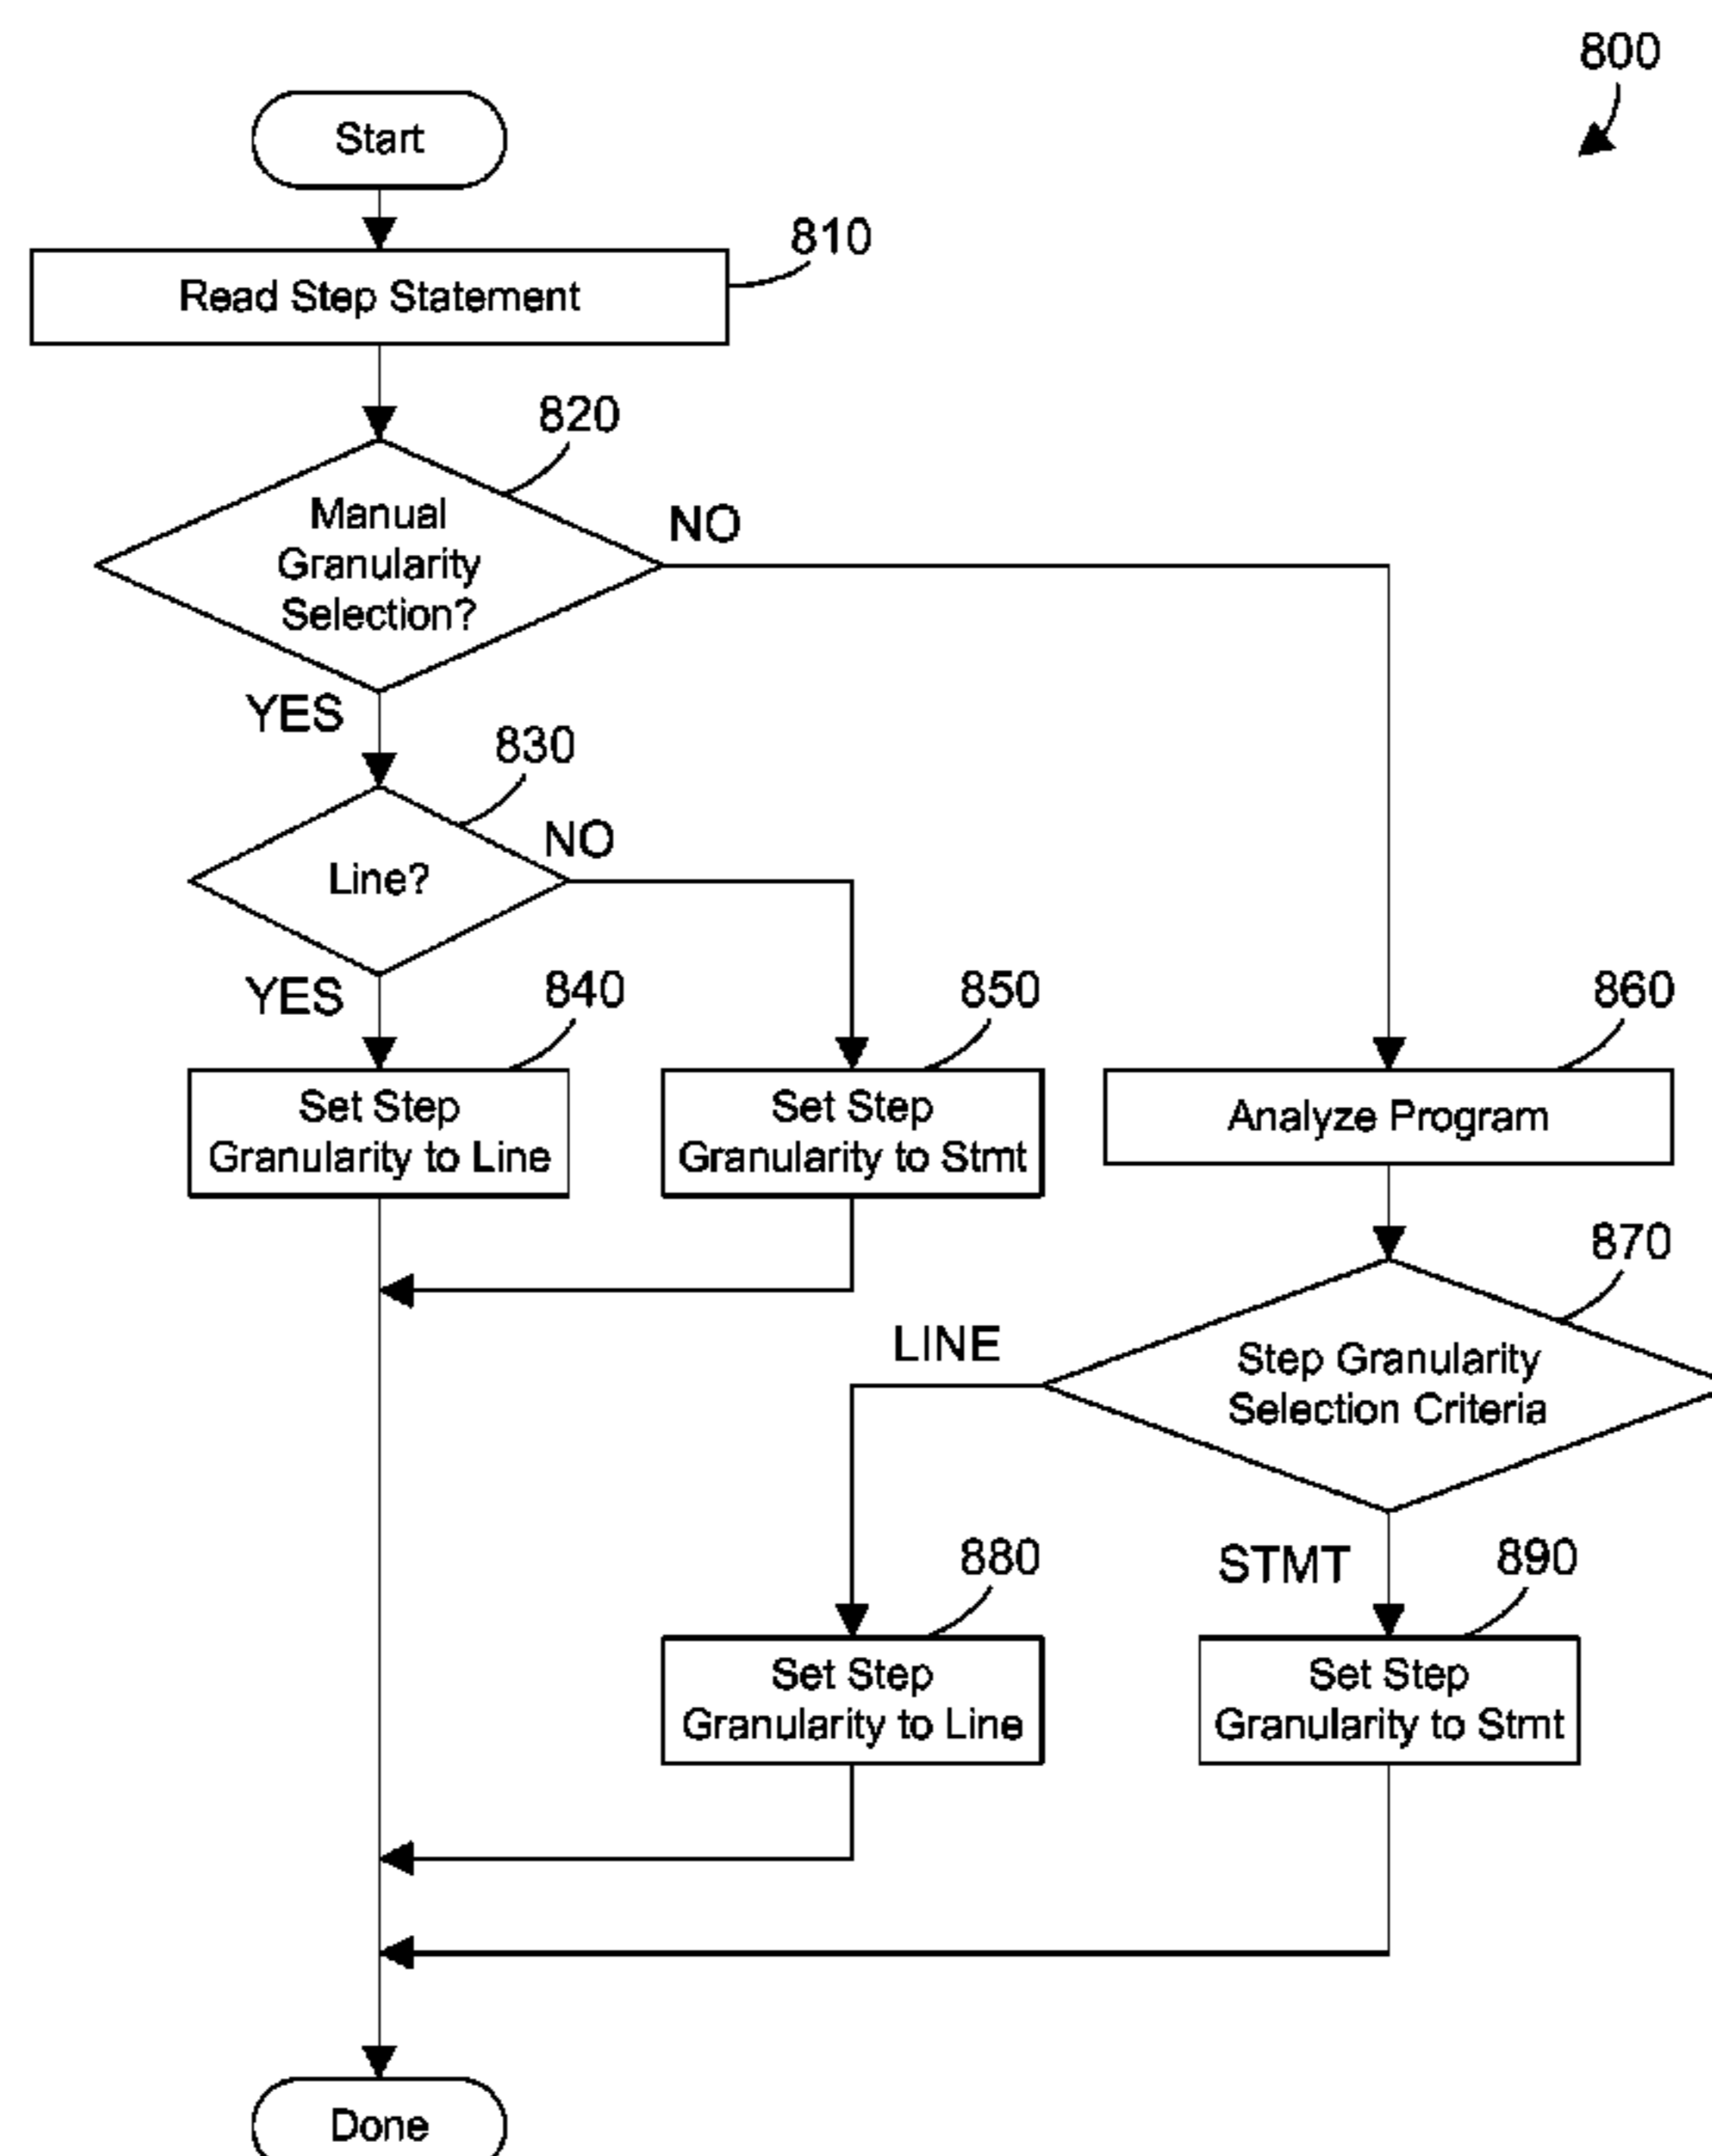 800
Start
810
Read Step Statement
820
Manual
Granularity
Selection?
NO
YES
830
Line?
NO
YES
840
Set Step
Granularity to Line
850
Set Step
Granularity to Stmt
860
Analyze Program
870
Step Granularity
Selection Criteria
LINE
STMT
880
Set Step
Granularity to Line
890
Set Step
Granularity to Stmt
Done